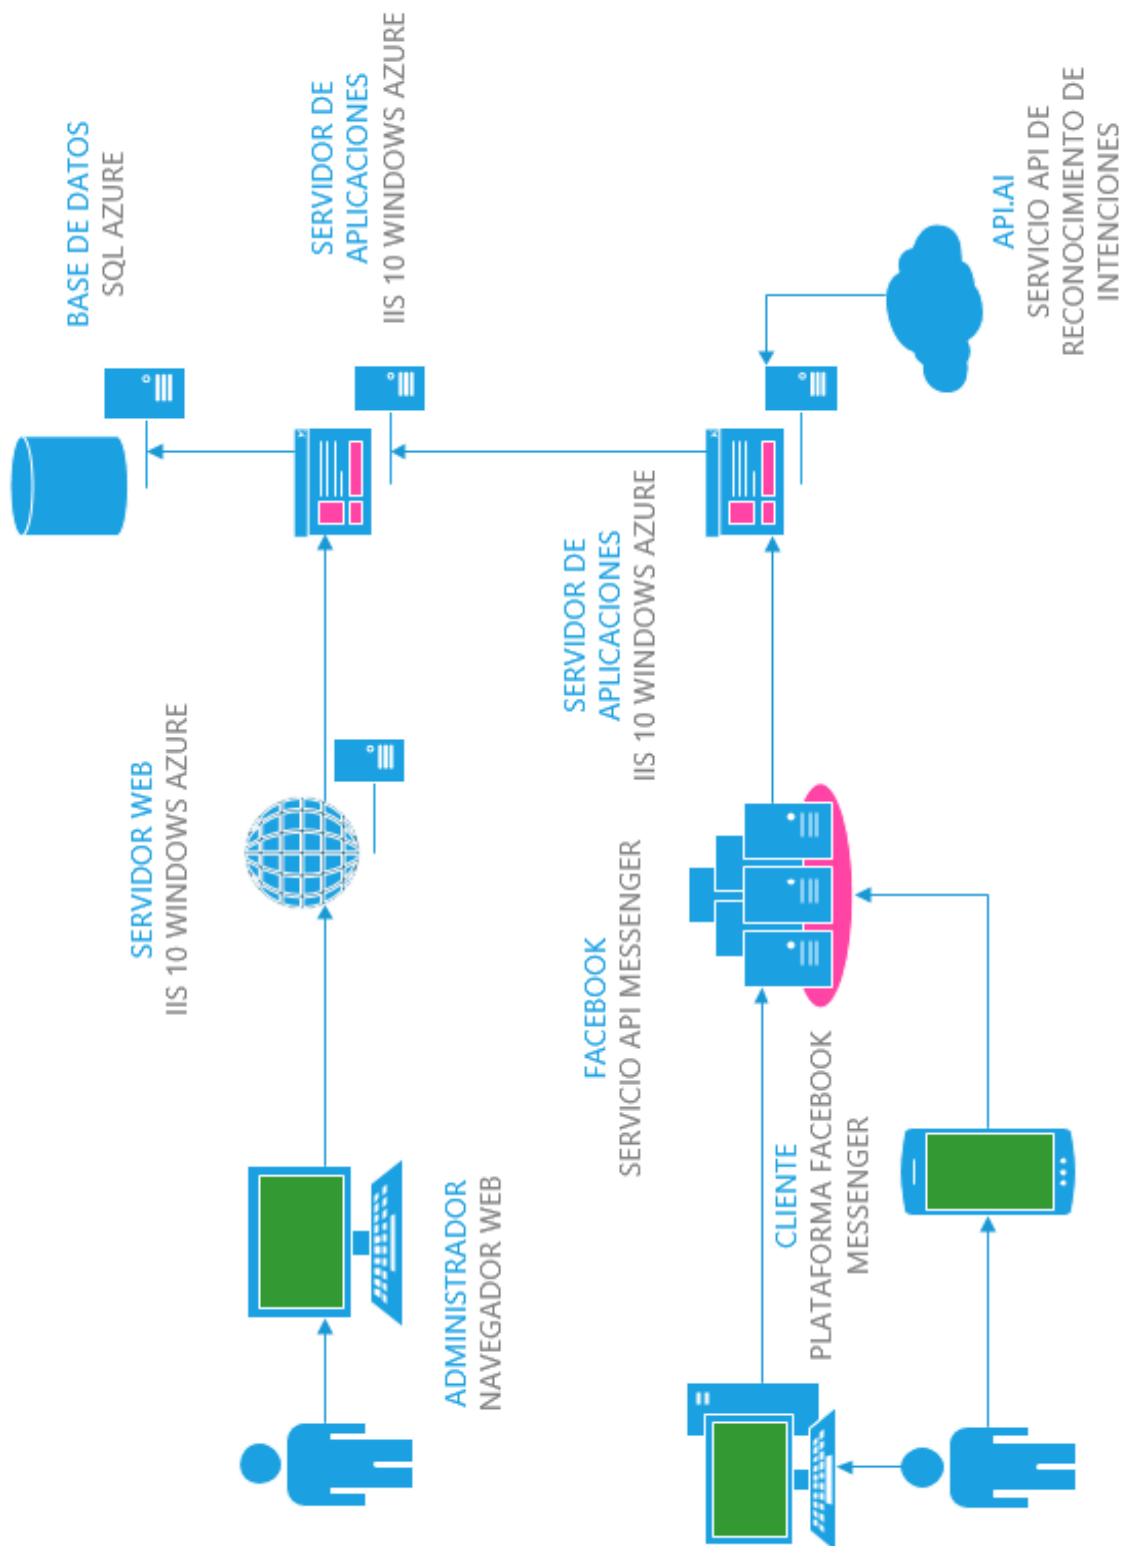 BASE DE DATOS
SQL AZURE
SERVIDOR DE
APLICACIONES
IIS 10 WINDOWS AZURE
SERVIDOR WEB
IIS 10 WINDOWS AZURE
ADMINISTRADOR
NAVEGADOR WEB
SERVIDOR DE
APLICACIONES
IIS 10 WINDOWS AZURE
FACEBOOK
SERVICIO API MESSENGER
CLIENTE
PLATAFORMA FACEBOOK
MESSENGER
API.AI
SERVICIO API DE
RECONOCIMIENTO DE
INTENCIONES